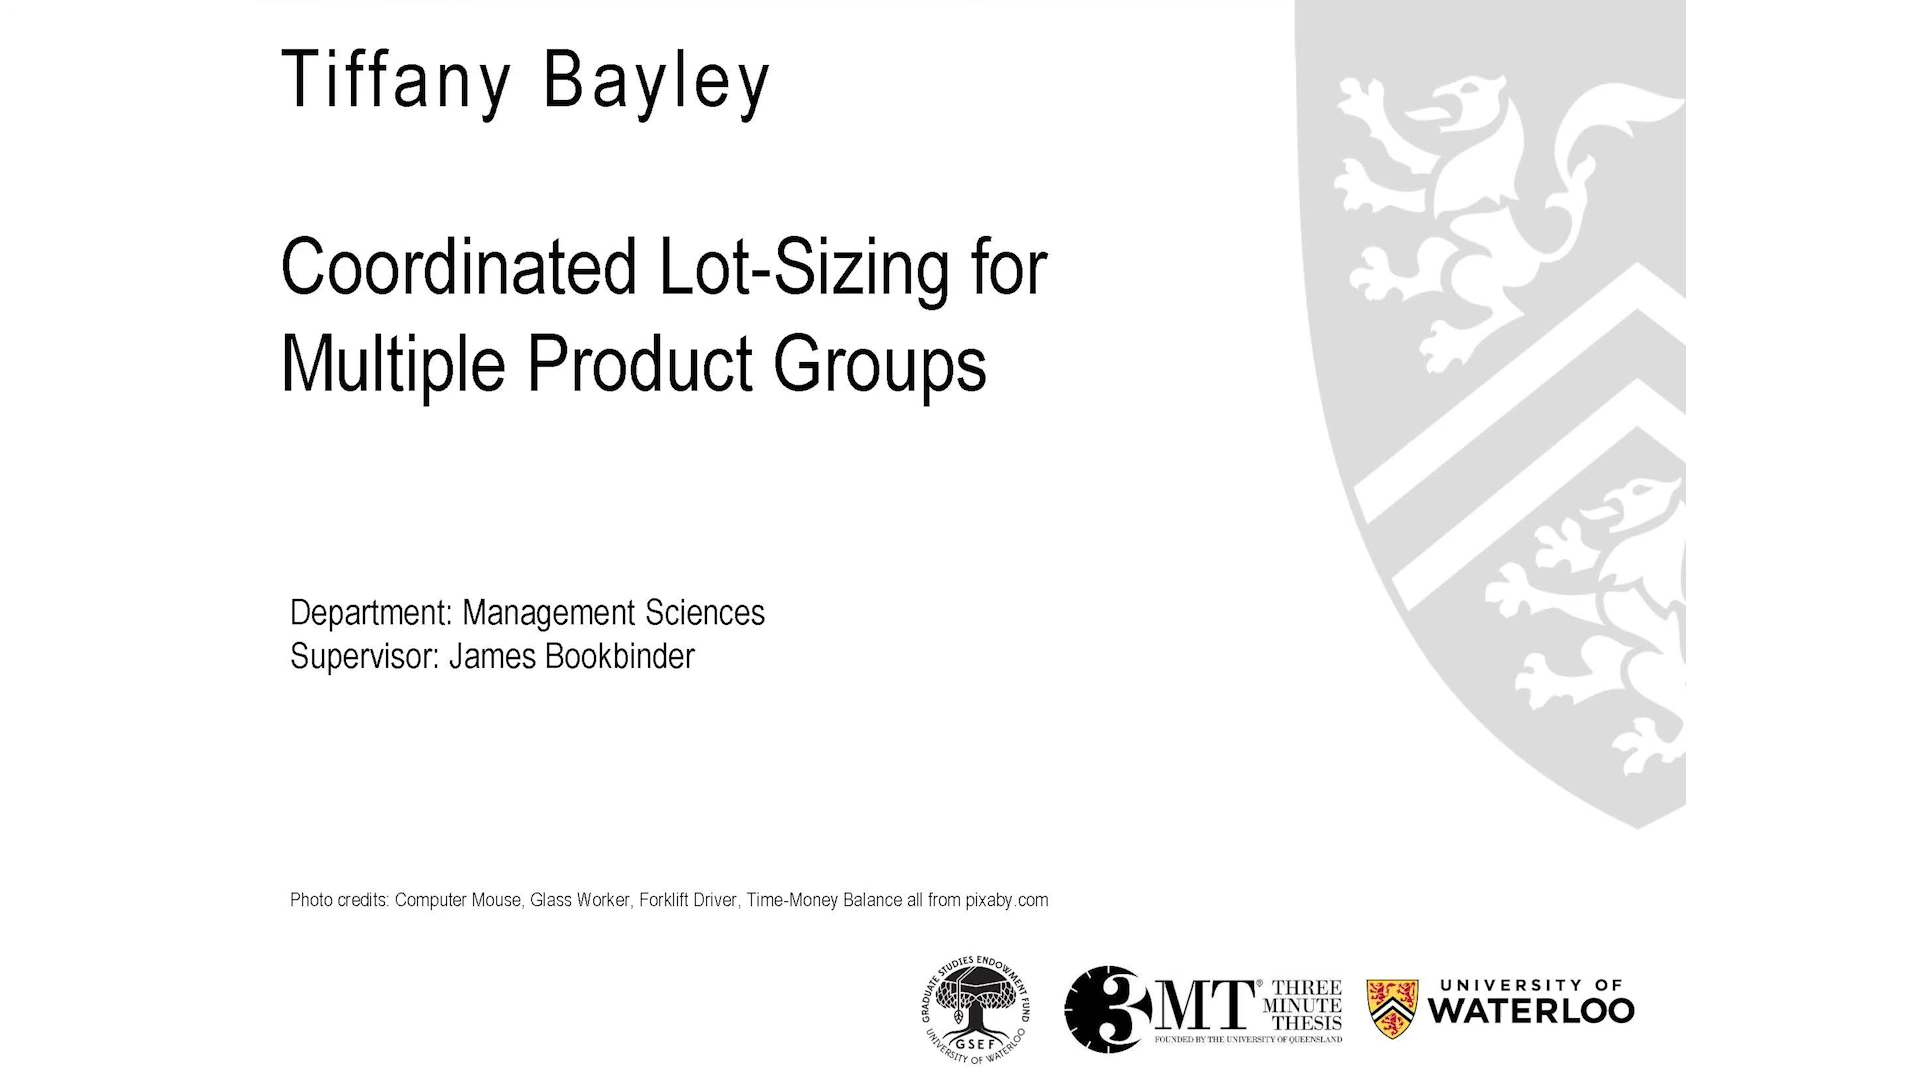 Tiffany Bayley
Coordinated Lot-Sizing for
Multiple Product Groups
Department: Management Sciences
Supervisor: James Bookbinder
Photo credits: Computer Mouse, Glass Worker, Forklift Driver, Time-Money Balance all from pixaby.com
GRADUATE STUDIES ENDOWMENT FUND
GSEF
UNIVERSITY OF WATERLOO
3MT® THREE
MINUTE
THESIS
FOUNDED BY THE UNIVERSITY OF QUEENSLAND
UNIVERSITY OF
WATERLOO